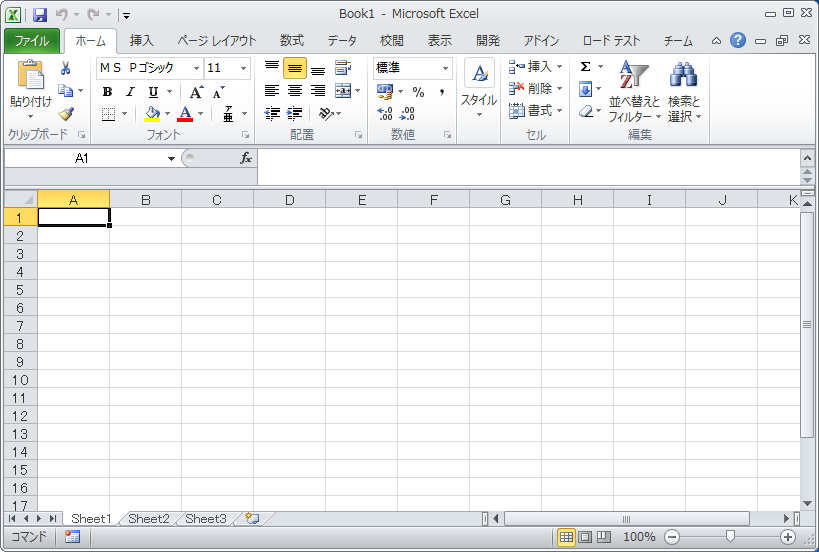 Book1 - Microsoft Excel
ファイル ホーム 挿入 ページ レイアウト 数式 データ 校閲 表示 開発 アドイン ロード テスト チーム
ＭＳ Ｐゴシック 11 標準 挿入 Σ
貼り付け B I U A A % , スタイル 削除 並べ替えと 検索と
A 亜 書式 フィルター 選択
クリップボード フォント 配置 数値 セル 編集
A1 fx
A B C D E F G H I J K
1
2
3
4
5
6
7
8
9
10
11
12
13
14
15
16
17
Sheet1 Sheet2 Sheet3
コマンド 100%